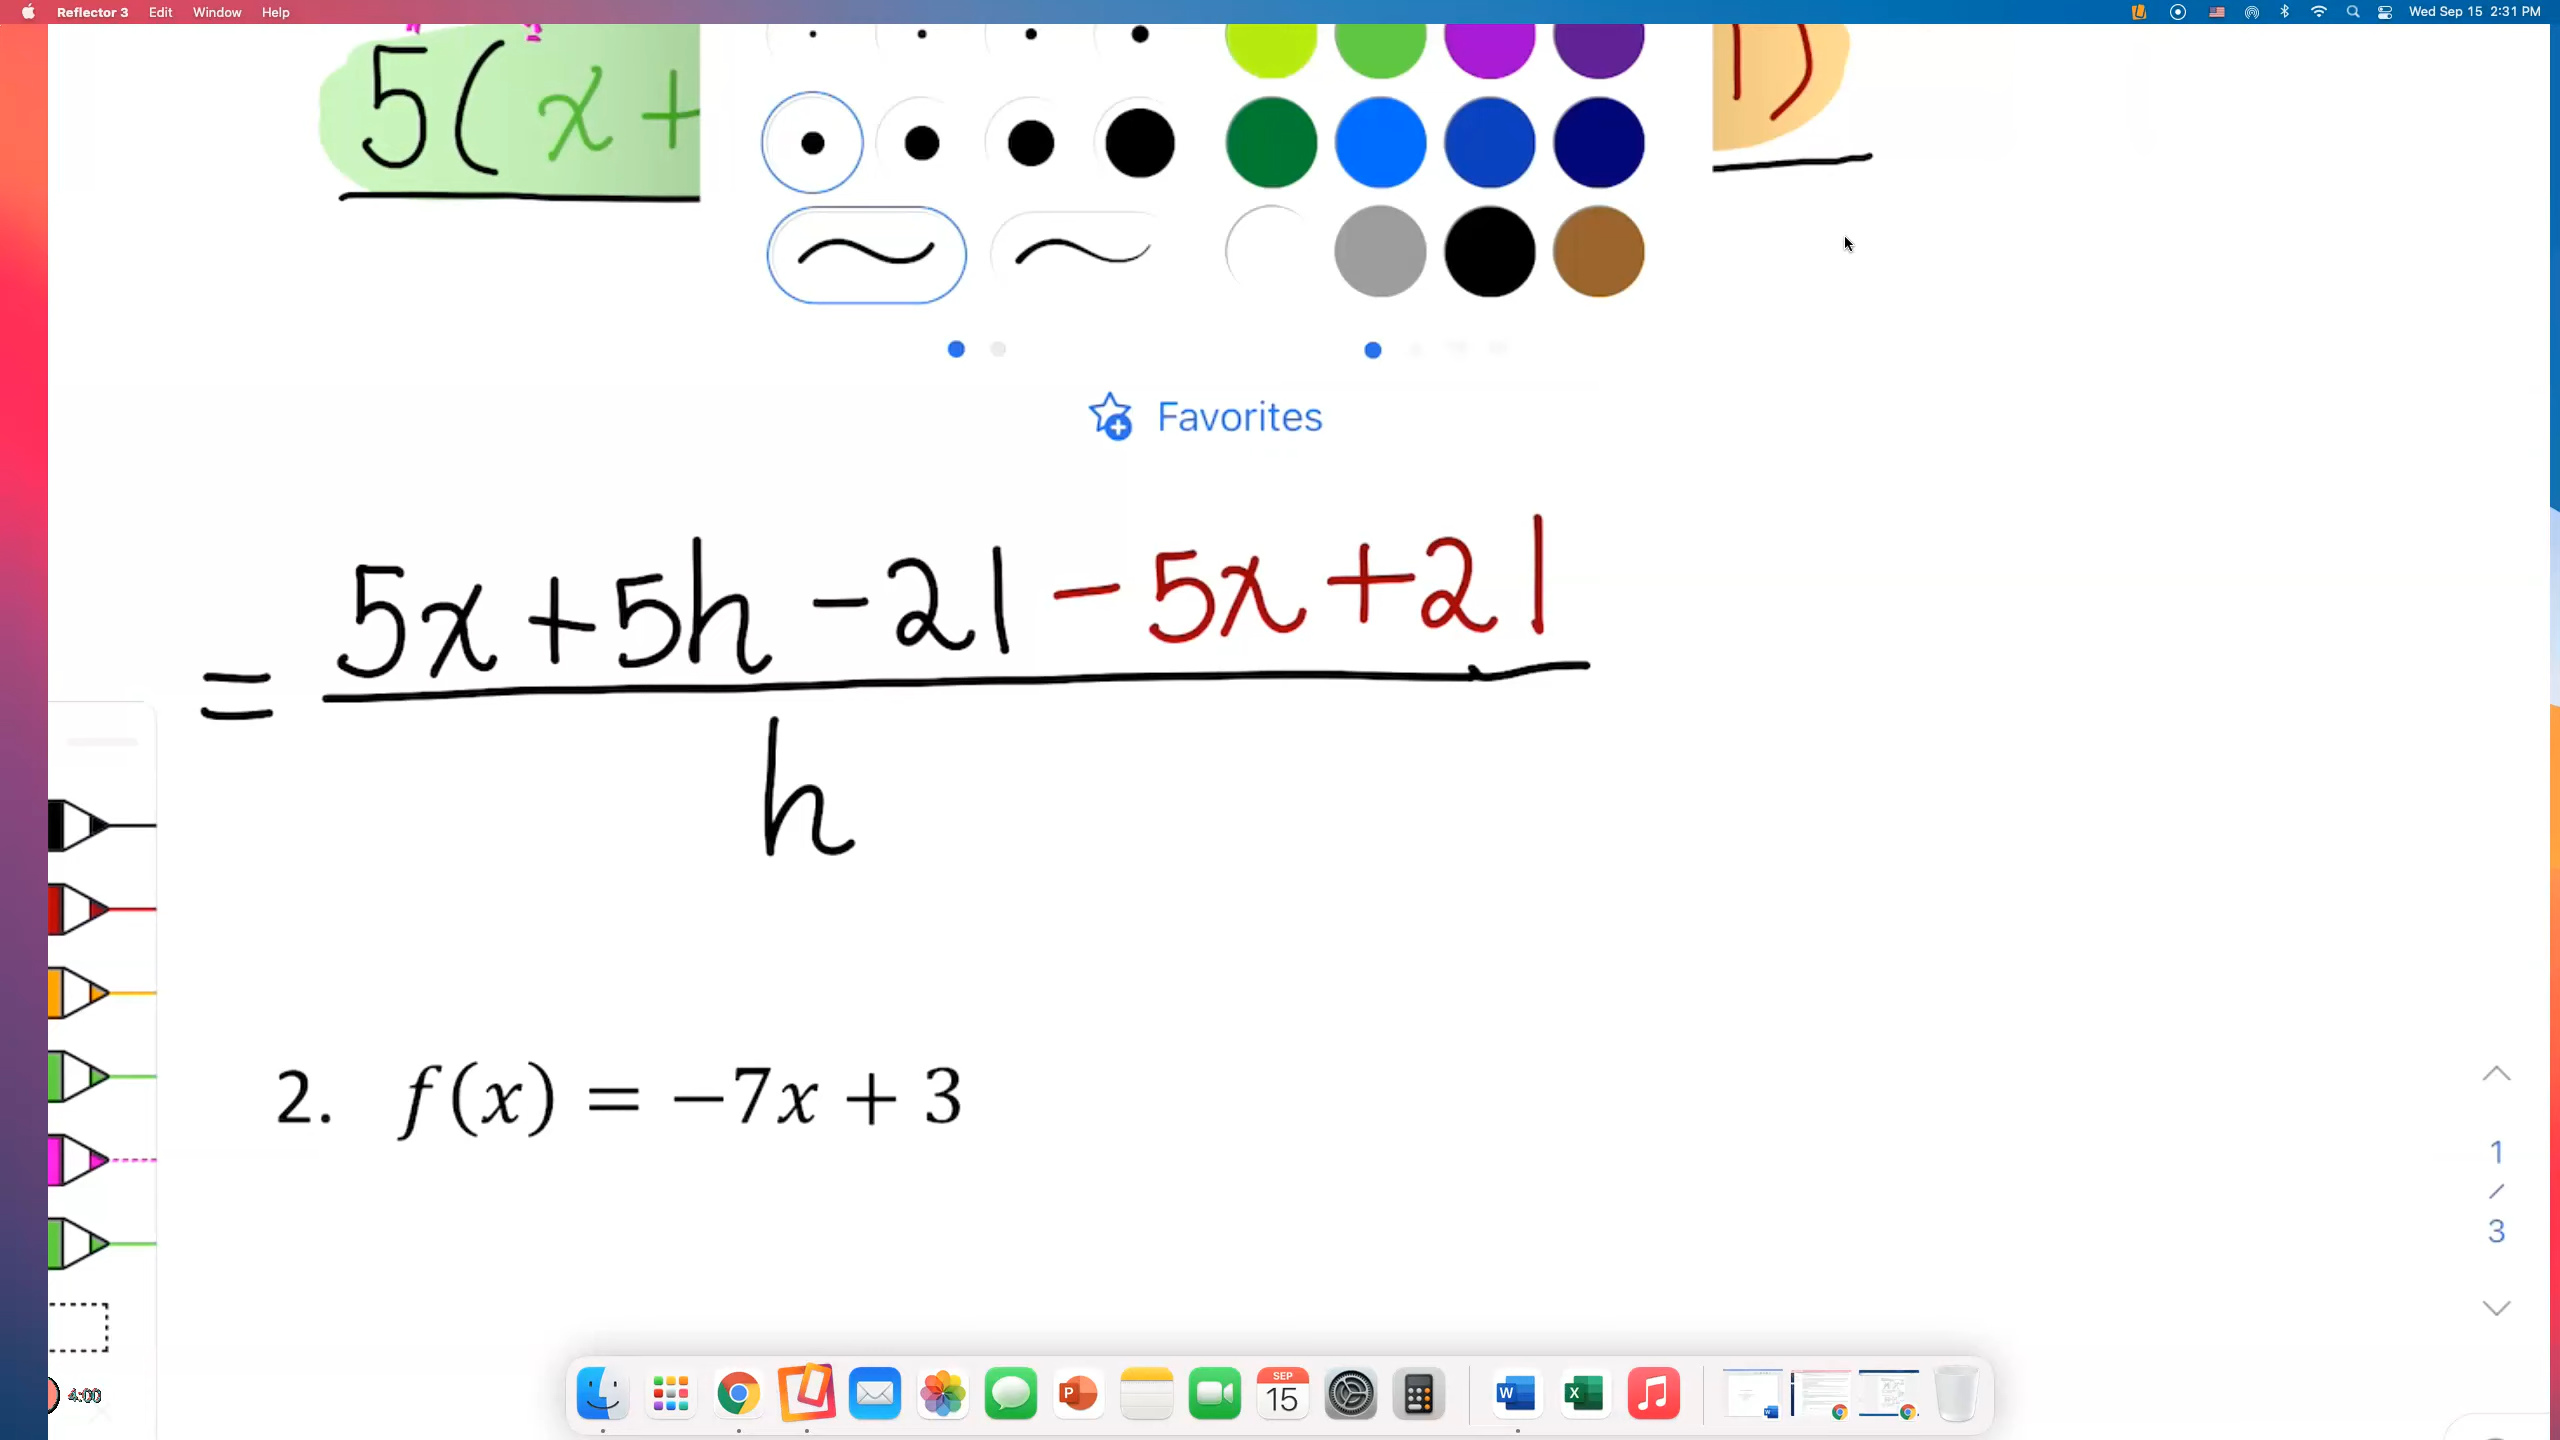 Reflector 3 Edit Window Help Wed Sep 15 2:31 PM
5( x +
1)
Favorites
= 5x + 5h - 21 - 5x + 21
h
2. f(x) = −7x + 3
1
/
3
4:00
SEP
15